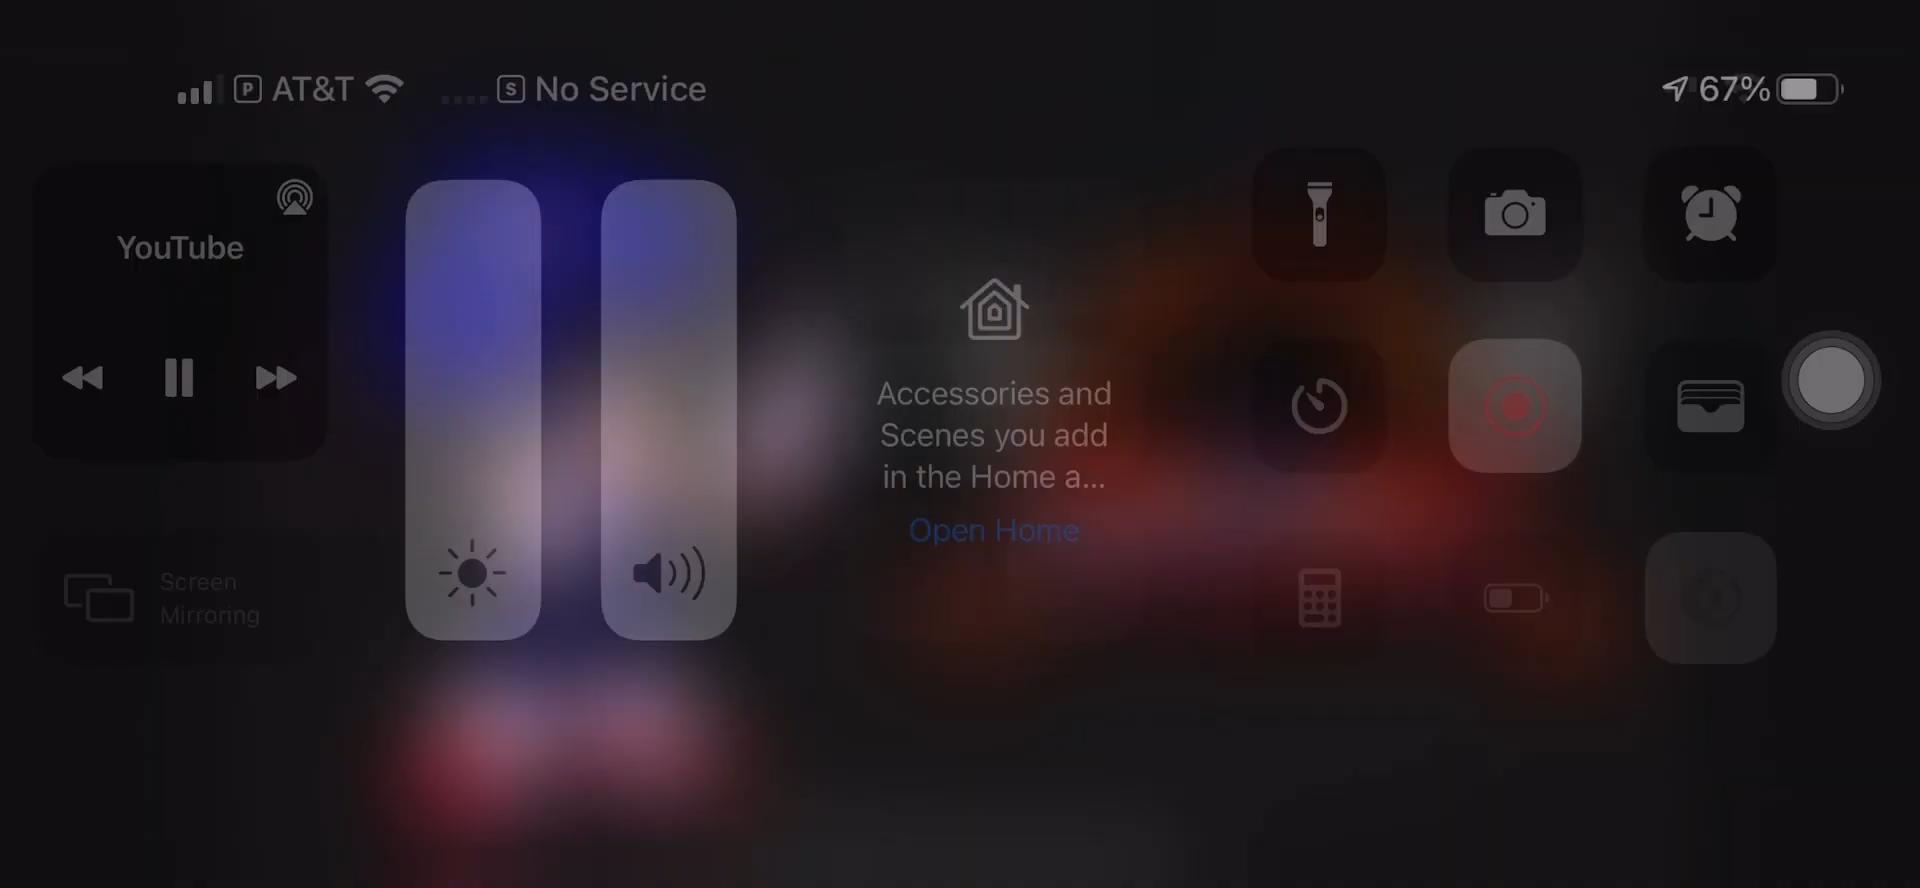 P AT&T S No Service 67%
YouTube
Accessories and
Scenes you add
in the Home a...
Open Home
Screen
Mirroring